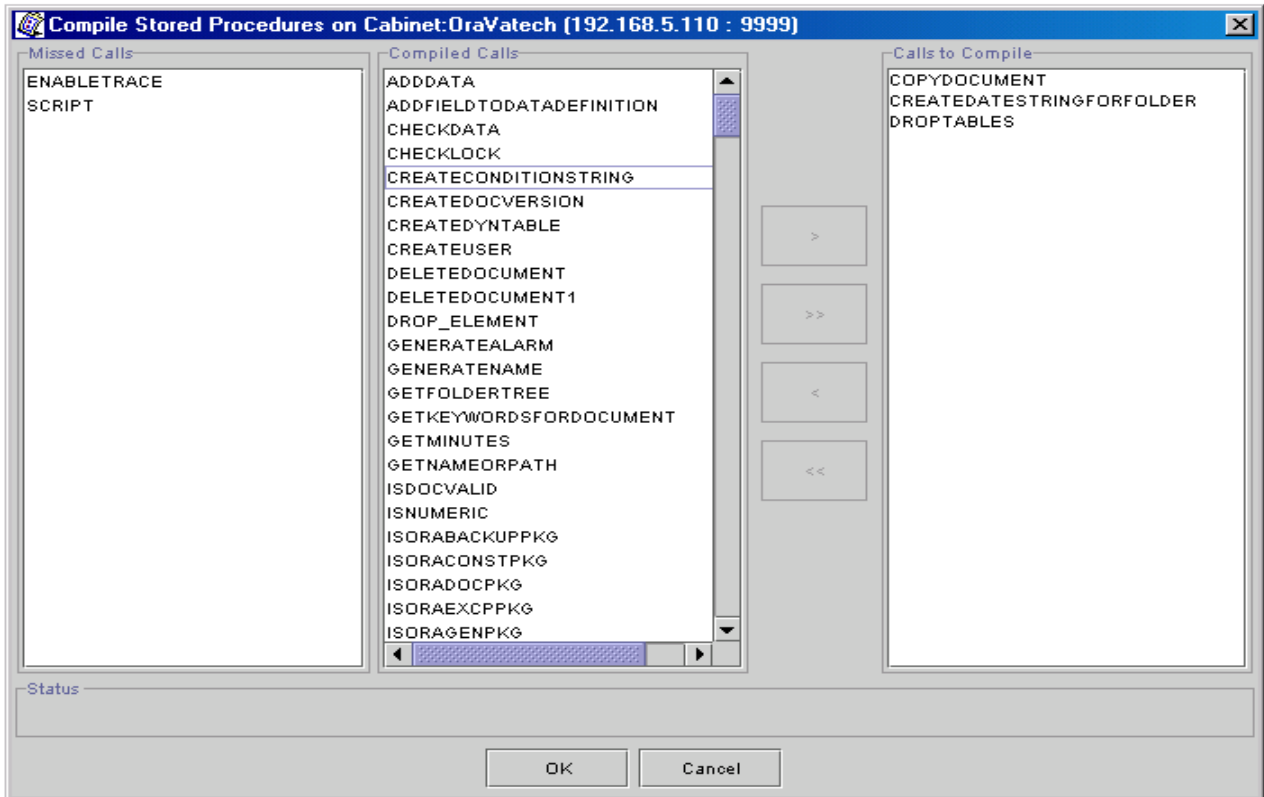 Compile Stored Procedures on Cabinet:OraVatech (192.168.5.110 : 9999)
Missed Calls
ENABLETRACE
SCRIPT
Compiled Calls
ADDDATA
ADDFIELDTODATADEFINITION
CHECKDATA
CHECKLOCK
CREATECONDITIONSTRING
CREATEDOCVERSION
CREATEDYNTABLE
CREATEUSER
DELETEDOCUMENT
DELETEDOCUMENT1
DROP_ELEMENT
GENERATEALARM
GENERATENAME
GETFOLDERTREE
GETKEYWORDSFORDOCUMENT
GETMINUTES
GETNAMEORPATH
ISDOCVALID
ISNUMERIC
ISORABACKUPPKG
ISORACONSTPKG
ISORADOCPKG
ISORAEXCPPKG
ISORAGENPKG
>
>>
<
<<
Calls to Compile
COPYDOCUMENT
CREATEDATESTRINGFORFOLDER
DROPTABLES
Status
OK
Cancel